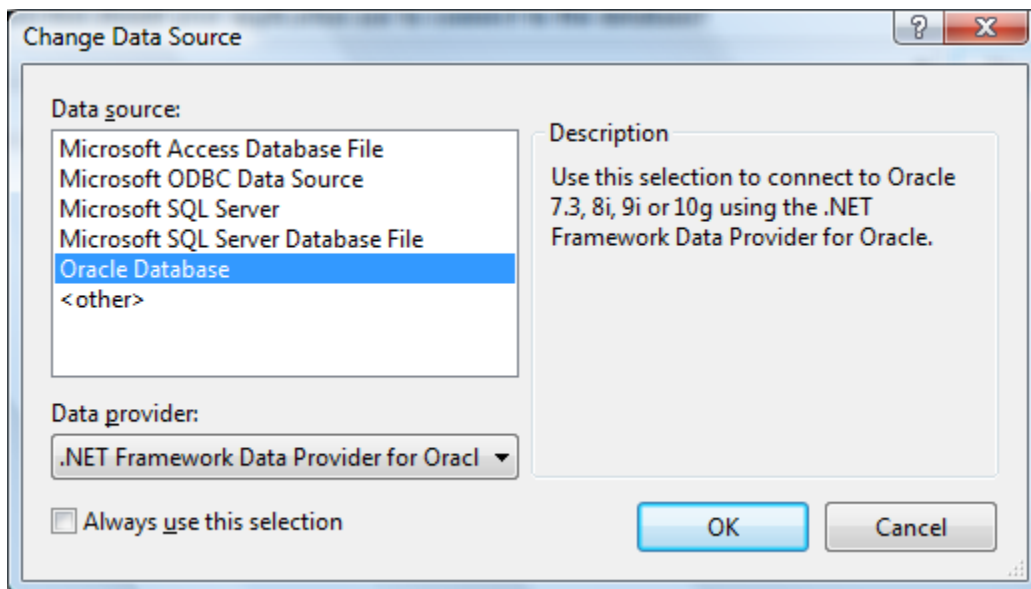 Change Data Source
Data source:
Microsoft Access Database File
Microsoft ODBC Data Source
Microsoft SQL Server
Microsoft SQL Server Database File
Oracle Database
<other>
Data provider:
.NET Framework Data Provider for Oracl
Always use this selection
Description
Use this selection to connect to Oracle
7.3, 8i, 9i or 10g using the .NET
Framework Data Provider for Oracle.
OK
Cancel